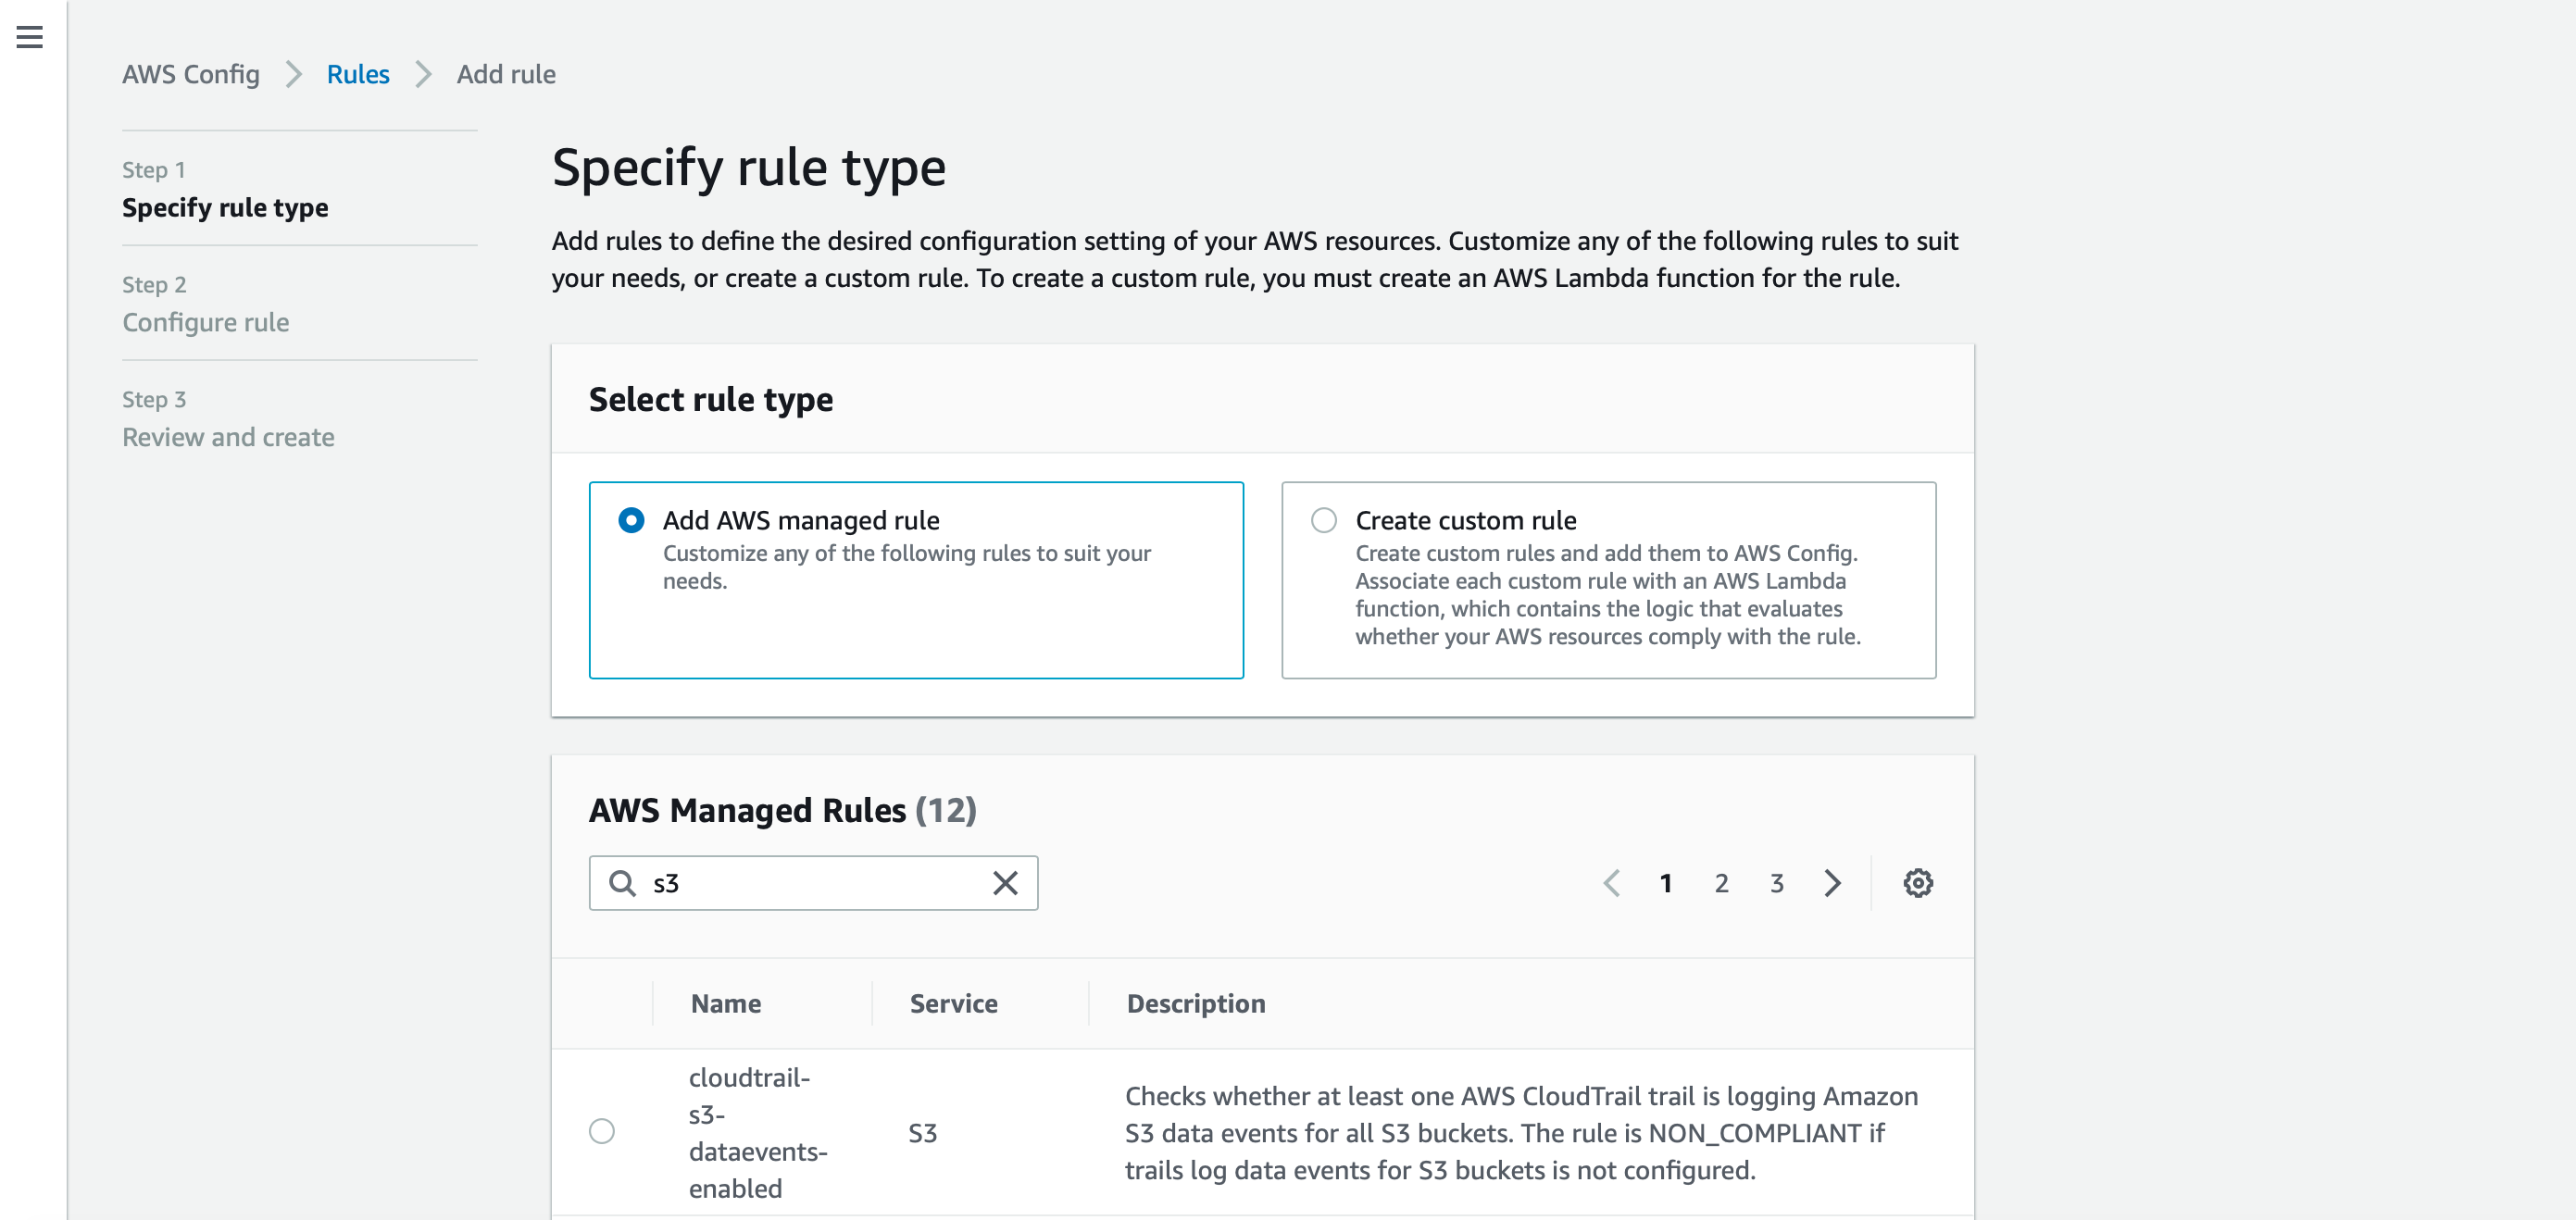 AWS Config > Rules > Add rule
Step 1
Specify rule type
Step 2
Configure rule
Step 3
Review and create
Specify rule type
Add rules to define the desired configuration setting of your AWS resources. Customize any of the following rules to suit
your needs, or create a custom rule. To create a custom rule, you must create an AWS Lambda function for the rule.
Select rule type
Add AWS managed rule
Customize any of the following rules to suit your
needs.
Create custom rule
Create custom rules and add them to AWS Config.
Associate each custom rule with an AWS Lambda
function, which contains the logic that evaluates
whether your AWS resources comply with the rule.
AWS Managed Rules (12)
s3
1 2 3
Name Service Description
cloudtrail-
s3-
dataevents-
enabled
S3
Checks whether at least one AWS CloudTrail trail is logging Amazon
S3 data events for all S3 buckets. The rule is NON_COMPLIANT if
trails log data events for S3 buckets is not configured.